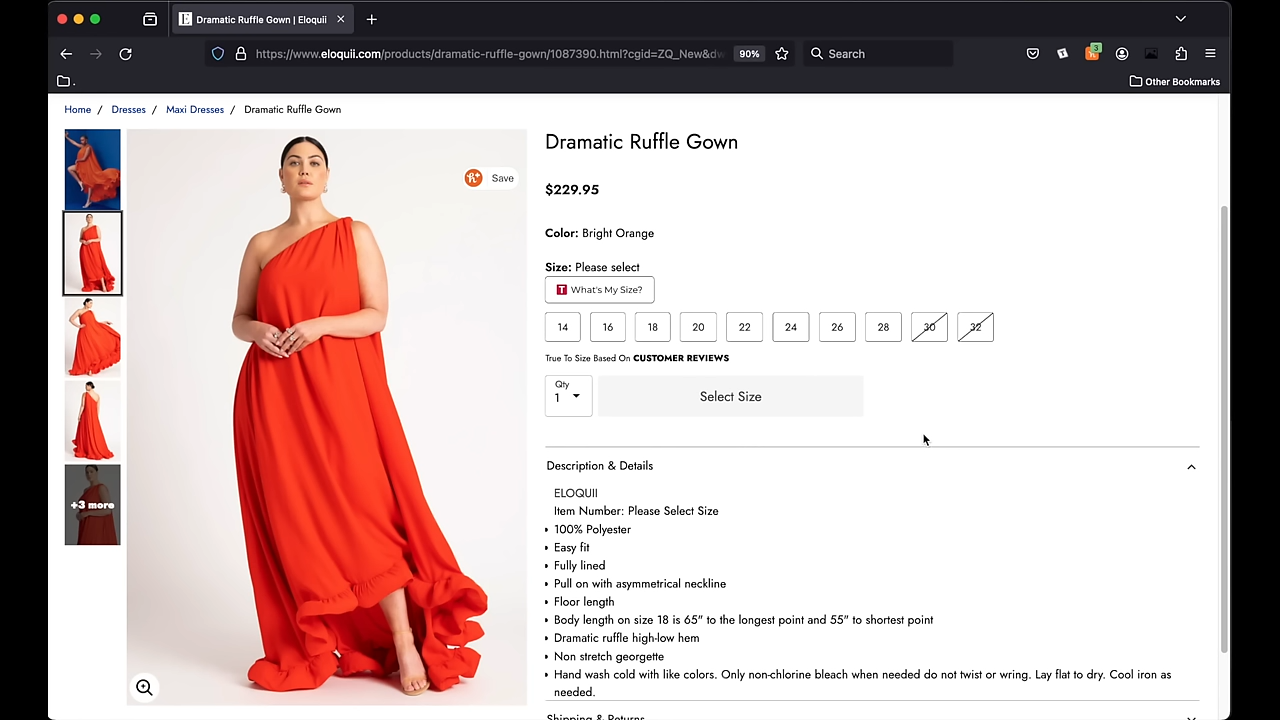 E Dramatic Ruffle Gown | Eloquii
https://www.eloquii.com/products/dramatic-ruffle-gown/1087390.html?cgid=ZQ_New&dw 90% Search 3
. Other Bookmarks
Home / Dresses / Maxi Dresses / Dramatic Ruffle Gown
Dramatic Ruffle Gown
Save
$229.95
Color: Bright Orange
Size: Please select
T What's My Size?
14 16 18 20 22 24 26 28 30 32
True To Size Based On CUSTOMER REVIEWS
Qty
1 Select Size
+3 more
Description & Details
ELOQUII
Item Number: Please Select Size
100% Polyester
Easy fit
Fully lined
Pull on with asymmetrical neckline
Floor length
Body length on size 18 is 65" to the longest point and 55" to shortest point
Dramatic ruffle high-low hem
Non stretch georgette
Hand wash cold with like colors. Only non-chlorine bleach when needed do not twist or wring. Lay flat to dry. Cool iron as
needed.
Shipping & Returns